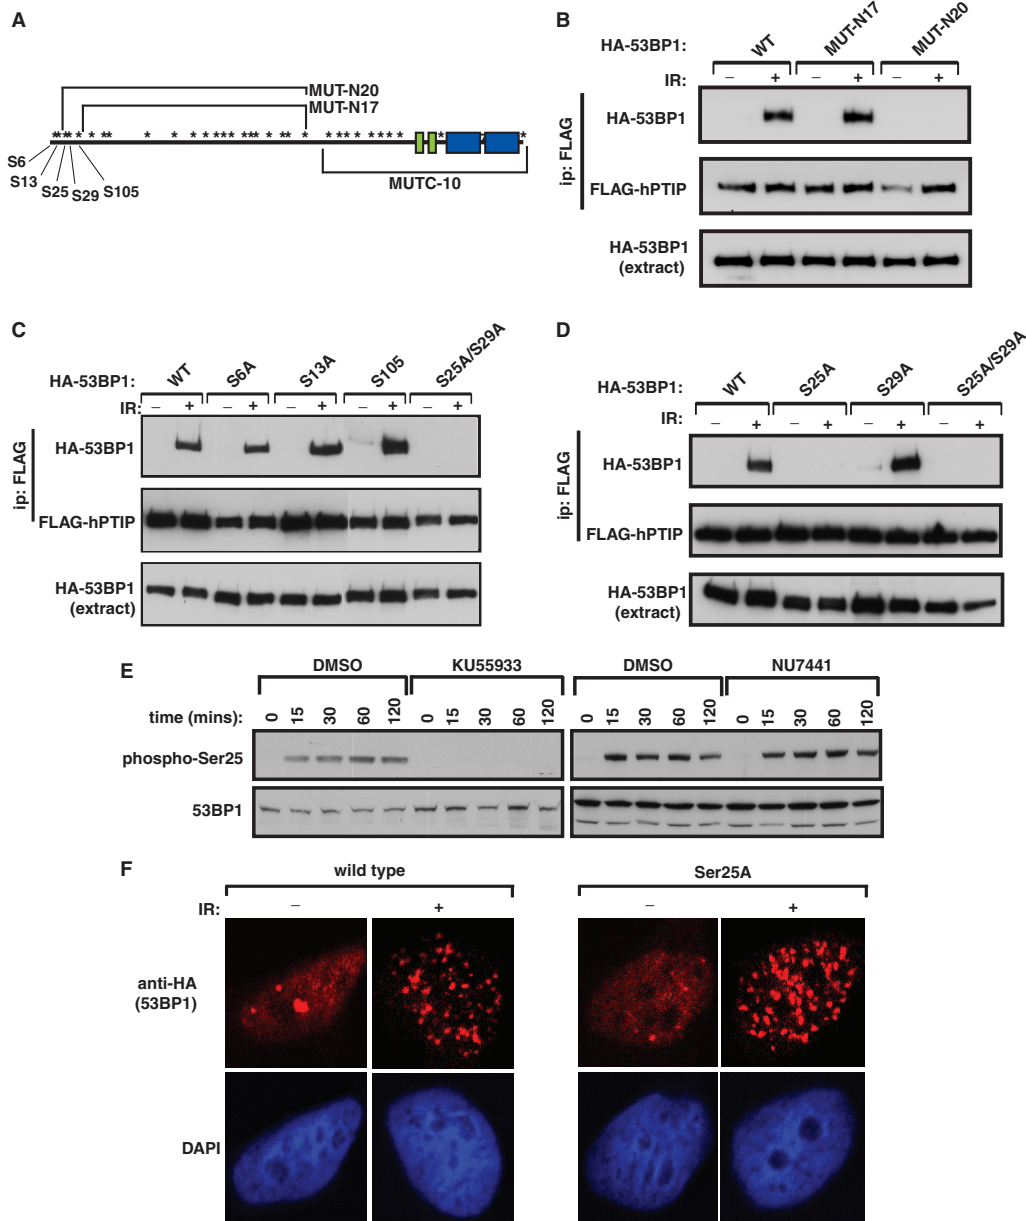 A
MUT-N20
MUT-N17
* * * * * * * * * * * * * * * * * * * * * * * * * * * * * * * *
S6
S13
S25
S29
S105
MUTC-10
B
HA-53BP1:
WT
MUT-N17
MUT-N20
IR:
– + – + – +
ip: FLAG
HA-53BP1
FLAG-hPTIP
HA-53BP1
(extract)
C
HA-53BP1:
WT
S6A
S13A
S105
S25A/S29A
IR:
– + – + – + – + – +
ip: FLAG
HA-53BP1
FLAG-hPTIP
HA-53BP1
(extract)
D
HA-53BP1:
WT
S25A
S29A
S25A/S29A
IR:
– + – + – + – +
ip: FLAG
HA-53BP1
FLAG-hPTIP
HA-53BP1
(extract)
E
DMSO
KU55933
DMSO
NU7441
time (mins):
0 15 30 60 120 0 15 30 60 120 0 15 30 60 120 0 15 30 60 120
phospho-Ser25
53BP1
F
wild type
Ser25A
IR:
– + – +
anti-HA
(53BP1)
DAPI